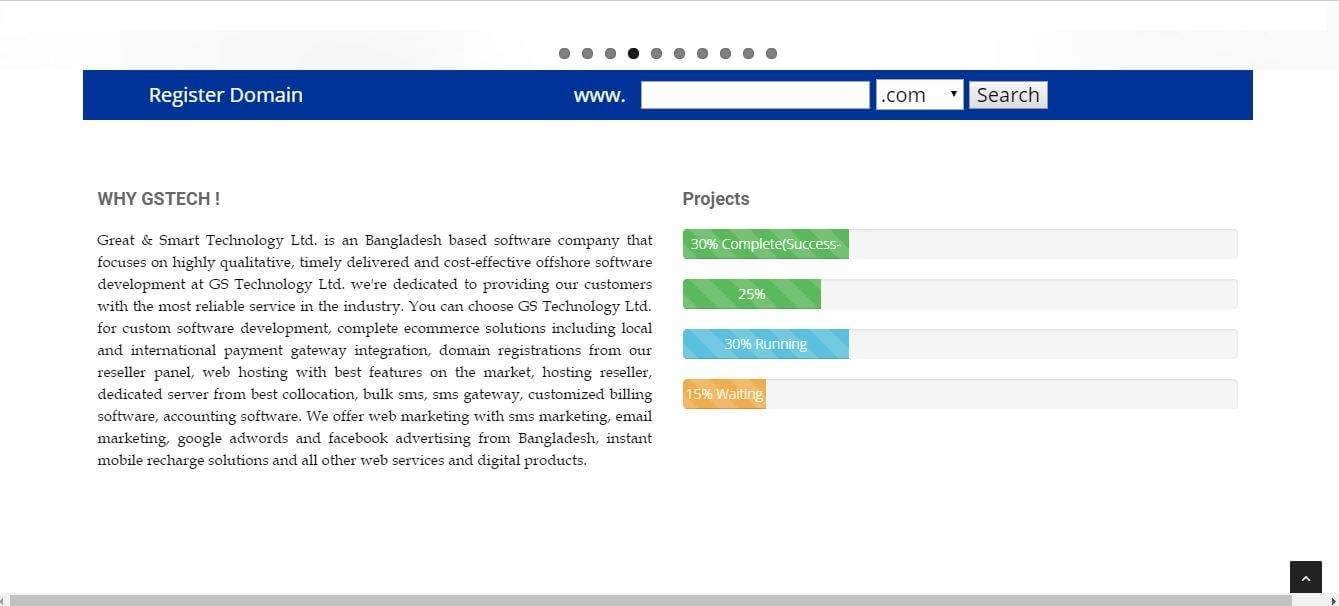 Register Domain www. .com Search
WHY GSTECH !
Great & Smart Technology Ltd. is an Bangladesh based software company that
focuses on highly qualitative, timely delivered and cost-effective offshore software
development at GS Technology Ltd. we're dedicated to providing our customers
with the most reliable service in the industry. You can choose GS Technology Ltd.
for custom software development, complete ecommerce solutions including local
and international payment gateway integration, domain registrations from our
reseller panel, web hosting with best features on the market, hosting reseller,
dedicated server from best collocation, bulk sms, sms gateway, customized billing
software, accounting software. We offer web marketing with sms marketing, email
marketing, google adwords and facebook advertising from Bangladesh, instant
mobile recharge solutions and all other web services and digital products.
Projects
30% Complete(Success-
25%
30% Running
15% Waiting